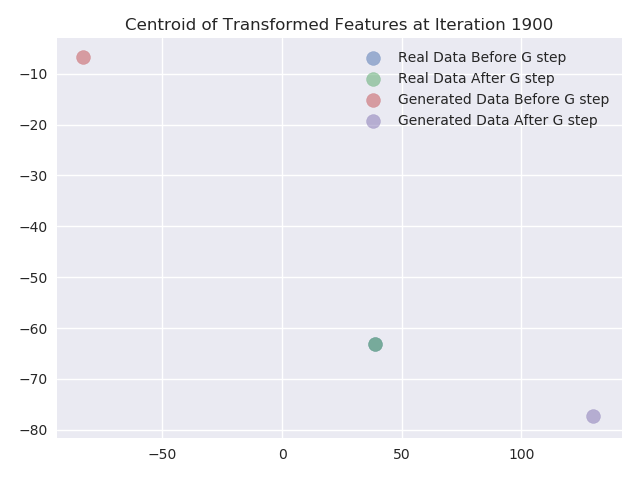 Centroid of Transformed Features at Iteration 1900
Real Data Before G step
Real Data After G step
Generated Data Before G step
Generated Data After G step
−10
−20
−30
−40
−50
−60
−70
−80
−50 0 50 100